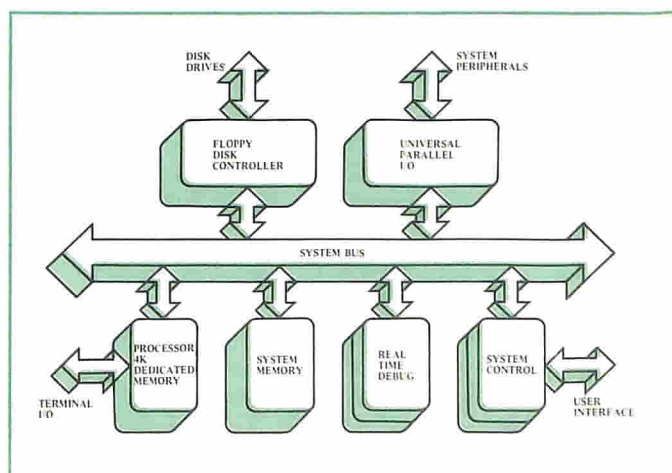 DISK
DRIVES
SYSTEM
PERIPHERALS
FLOPPY
DISK
CONTROLLER
UNIVERSAL
PARALLEL
I/O
SYSTEM BUS
PROCESSOR
4K
DEDICATED
MEMORY
SYSTEM
MEMORY
REAL
TIME
DEBUG
SYSTEM
CONTROL
TERMINAL
I/O
USER
INTERFACE